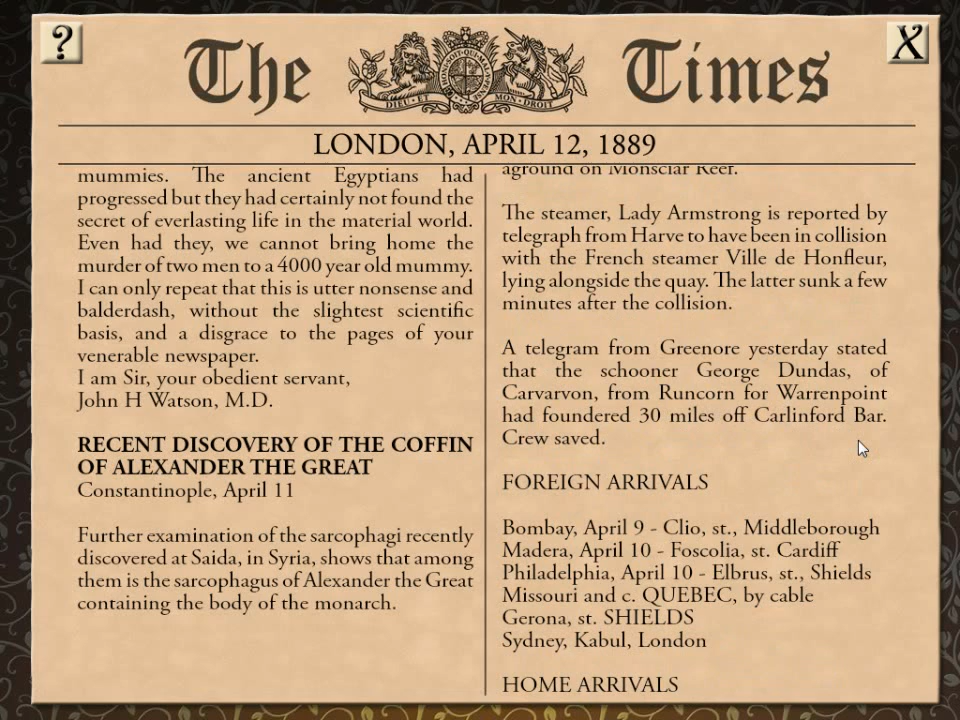 ?
X
The Times
DIEU · ET MON · DROIT
LONDON, APRIL 12, 1889
mummies. The ancient Egyptians had
progressed but they had certainly not found the
secret of everlasting life in the material world.
Even had they, we cannot bring home the
murder of two men to a 4000 year old mummy.
I can only repeat that this is utter nonsense and
balderdash, without the slightest scientific
basis, and a disgrace to the pages of your
venerable newspaper.
I am Sir, your obedient servant,
John H Watson, M.D.
RECENT DISCOVERY OF THE COFFIN
OF ALEXANDER THE GREAT
Constantinople, April 11
Further examination of the sarcophagi recently
discovered at Saida, in Syria, shows that among
them is the sarcophagus of Alexander the Great
containing the body of the monarch.
aground on Monsciar Reef.
The steamer, Lady Armstrong is reported by
telegraph from Harve to have been in collision
with the French steamer Ville de Honfleur,
lying alongside the quay. The latter sunk a few
minutes after the collision.
A telegram from Greenore yesterday stated
that the schooner George Dundas, of
Carvarvon, from Runcorn for Warrenpoint
had foundered 30 miles off Carlinford Bar.
Crew saved.
FOREIGN ARRIVALS
Bombay, April 9 - Clio, st., Middleborough
Madera, April 10 - Foscolia, st. Cardiff
Philadelphia, April 10 - Elbrus, st., Shields
Missouri and c. QUEBEC, by cable
Gerona, st. SHIELDS
Sydney, Kabul, London
HOME ARRIVALS